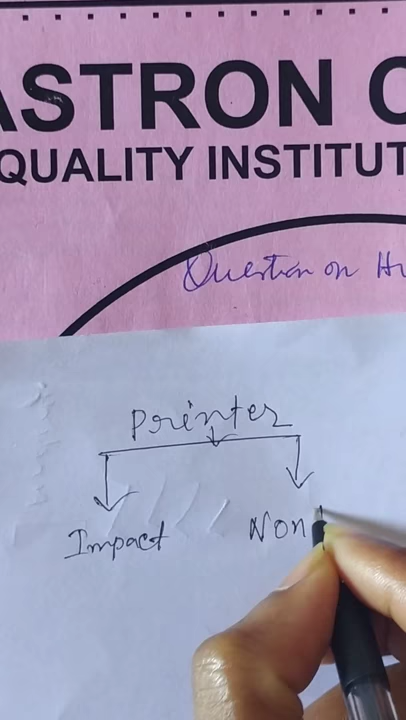 ASTRON C
QUALITY INSTITUT
Question on H
Printer
Impact Non